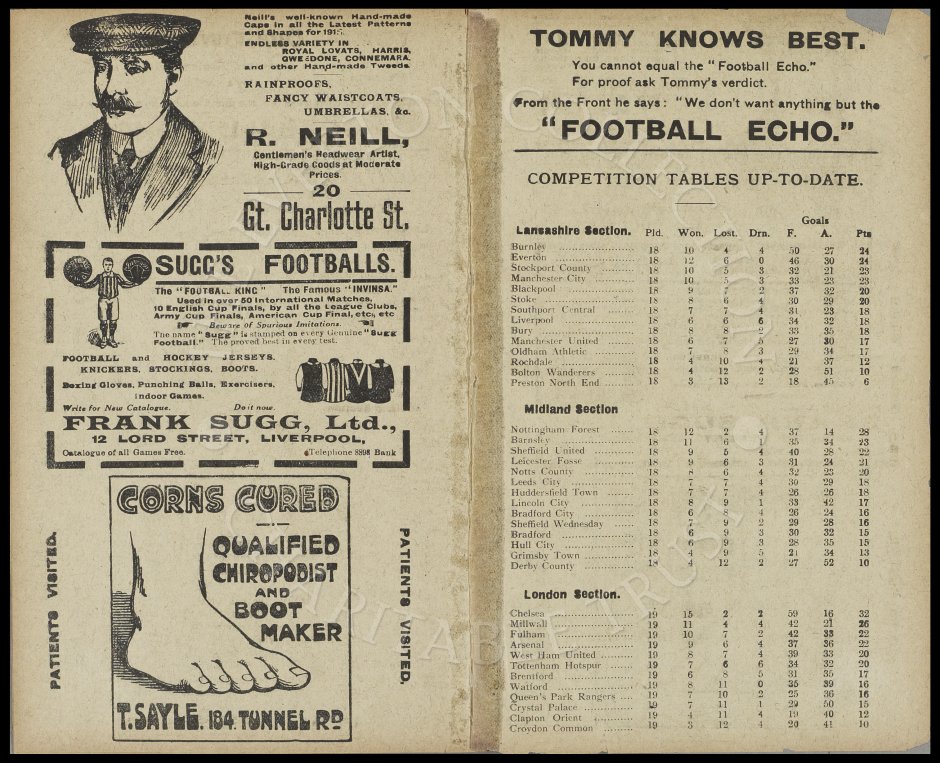 Neill's well-known Hand-made
Caps in all the Latest Patterns
and Shapes for 191
ENDLESS VARIETY IN
ROYAL LOVATS, HARRIS,
CONNEMARA,
and other Hand-made Tweeds.
RAINPROOFS,
FANCY WAISTCOATS,
UMBRELLAS, &c.
R. NEILL,
Gentlemen's Headwear Artist,
High-Grade Goods at Moderate
Prices.
20
Gt. Charlotte St.
SUGG'S FOOTBALLS.
The "FOOTBALL KING" The Famous "INVINSA."
Used in over 50 International Matches,
10 English Cup Finals, by all the League Clubs,
Army Cup Finals, American Cup Final, etc, etc
Beware of Spurious Imitations.
The name "Sugg" is stamped on every Genuine "Sugg
Football." The proved best in every test.
FOOTBALL and HOCKEY JERSEYS,
KNICKERS, STOCKINGS, BOOTS.
Boxing Gloves, Punching Balls, Exercisers,
Indoor Games.
Write for New Catalogue. Do it now.
FRANK SUGG, Ltd.,
12 LORD STREET, LIVERPOOL,
Catalogue of all Games Free. Telephone 8898 Bank
PATIENTS VISITED.
CORNS CURED
QUALIFIED
CHIROPODIST
AND
BOOT
MAKER
T. SAYLE. 184 TUNNEL RD
PATIENTS VISITED.
TOMMY KNOWS BEST.
You cannot equal the "Football Echo."
For proof ask Tommy's verdict.
From the Front he says: "We don't want anything but the
"FOOTBALL ECHO."
COMPETITION TABLES UP-TO-DATE.
Goals
Lansashire Section. Pld. Won. Lost. Drn. F. A. Pts
Burnley 18 10 4 4 50 27 24
Everton 18 12 6 0 46 30 24
Stockport County 18 10 5 3 32 21 23
Manchester City 18 10 5 3 33 23 23
Blackpool 18 9 7 2 37 32 20
Stoke 18 8 6 4 30 29 20
Southport Central 18 7 7 4 31 23 18
Liverpool 18 6 6 6 34 32 18
Bury 18 8 8 2 33 35 18
Manchester United 18 6 7 5 27 30 17
Oldham Athletic 18 7 8 3 29 34 17
Rochdale 18 4 10 4 21 37 12
Bolton Wanderers 18 4 12 2 28 51 10
Preston North End 18 3 13 2 18 45 6
Midland Section
Nottingham Forest 18 12 2 4 37 14 28
Barnsley 18 11 6 1 35 34 23
Sheffield United 18 9 5 4 40 28 22
Leicester Fosse 18 9 6 3 31 24 21
Notts County 18 8 6 4 32 23 20
Leeds City 18 7 7 4 30 29 18
Huddersfield Town 18 7 7 4 26 26 18
Lincoln City 18 8 9 1 33 42 17
Bradford City 18 6 8 4 26 24 16
Sheffield Wednesday 18 7 9 2 29 28 16
Bradford 18 6 9 3 30 32 15
Hull City 18 6 9 3 28 35 15
Grimsby Town 18 4 9 5 21 34 13
Derby County 18 4 12 2 27 52 10
London Section.
Chelsea 19 15 2 2 59 16 32
Millwall 19 11 4 4 42 21 26
Fulham 19 10 7 2 42 33 22
Arsenal 19 9 6 4 37 36 22
West Ham United 19 8 7 4 39 33 20
Tottenham Hotspur 19 7 6 6 34 32 20
Brentford 19 6 8 5 31 35 17
Watford 19 8 11 0 35 39 16
Queen's Park Rangers 19 7 10 2 25 36 16
Crystal Palace 19 7 11 1 29 50 15
Clapton Orient 19 4 11 4 19 40 12
Croydon Common 19 3 12 4 20 41 10